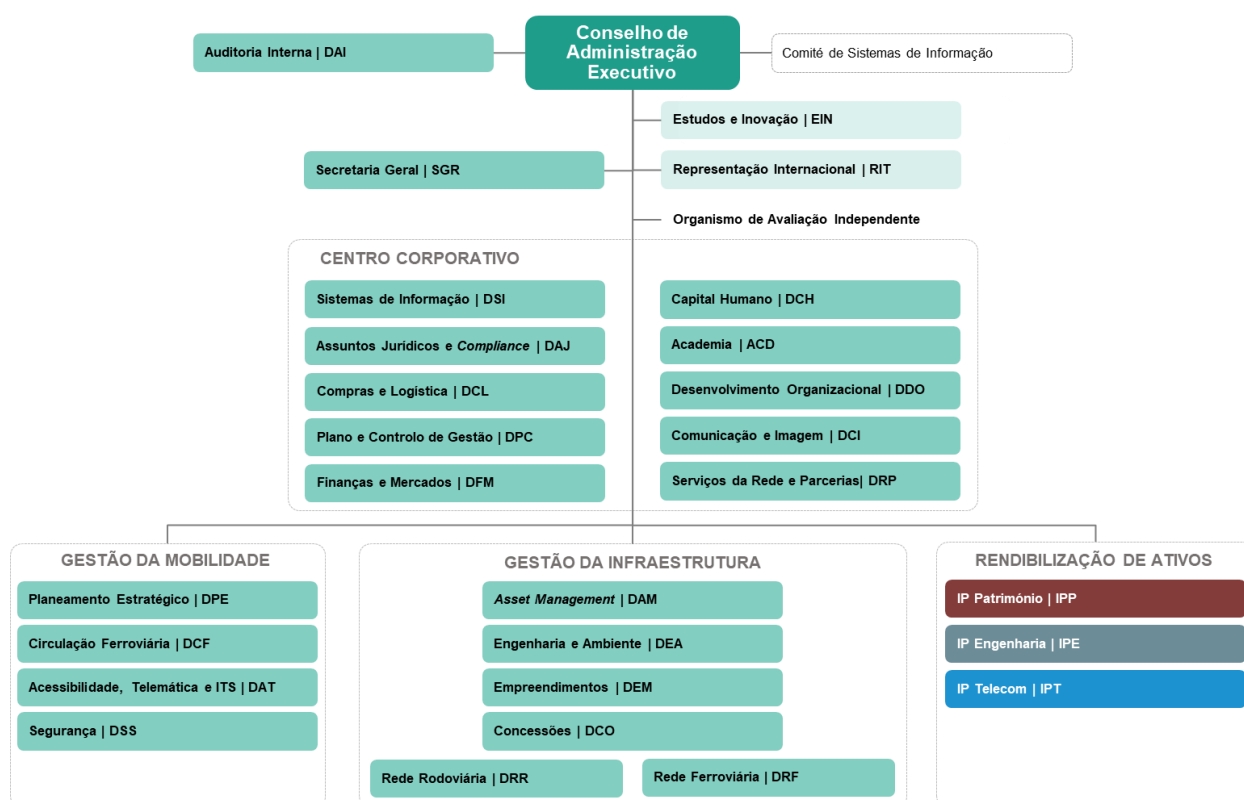 Conselho de
Administração
Executivo
Auditoria Interna | DAI
Comité de Sistemas de Informação
Estudos e Inovação | EIN
Secretaria Geral | SGR
Representação Internacional | RIT
Organismo de Avaliação Independente
CENTRO CORPORATIVO
Sistemas de Informação | DSI
Assuntos Jurídicos e Compliance | DAJ
Compras e Logística | DCL
Plano e Controlo de Gestão | DPC
Finanças e Mercados | DFM
Capital Humano | DCH
Academia | ACD
Desenvolvimento Organizacional | DDO
Comunicação e Imagem | DCI
Serviços da Rede e Parcerias| DRP
GESTÃO DA MOBILIDADE
Planeamento Estratégico | DPE
Circulação Ferroviária | DCF
Acessibilidade, Telemática e ITS | DAT
Segurança | DSS
GESTÃO DA INFRAESTRUTURA
Asset Management | DAM
Engenharia e Ambiente | DEA
Empreendimentos | DEM
Concessões | DCO
Rede Rodoviária | DRR
Rede Ferroviária | DRF
RENDIBILIZAÇÃO DE ATIVOS
IP Património | IPP
IP Engenharia | IPE
IP Telecom | IPT